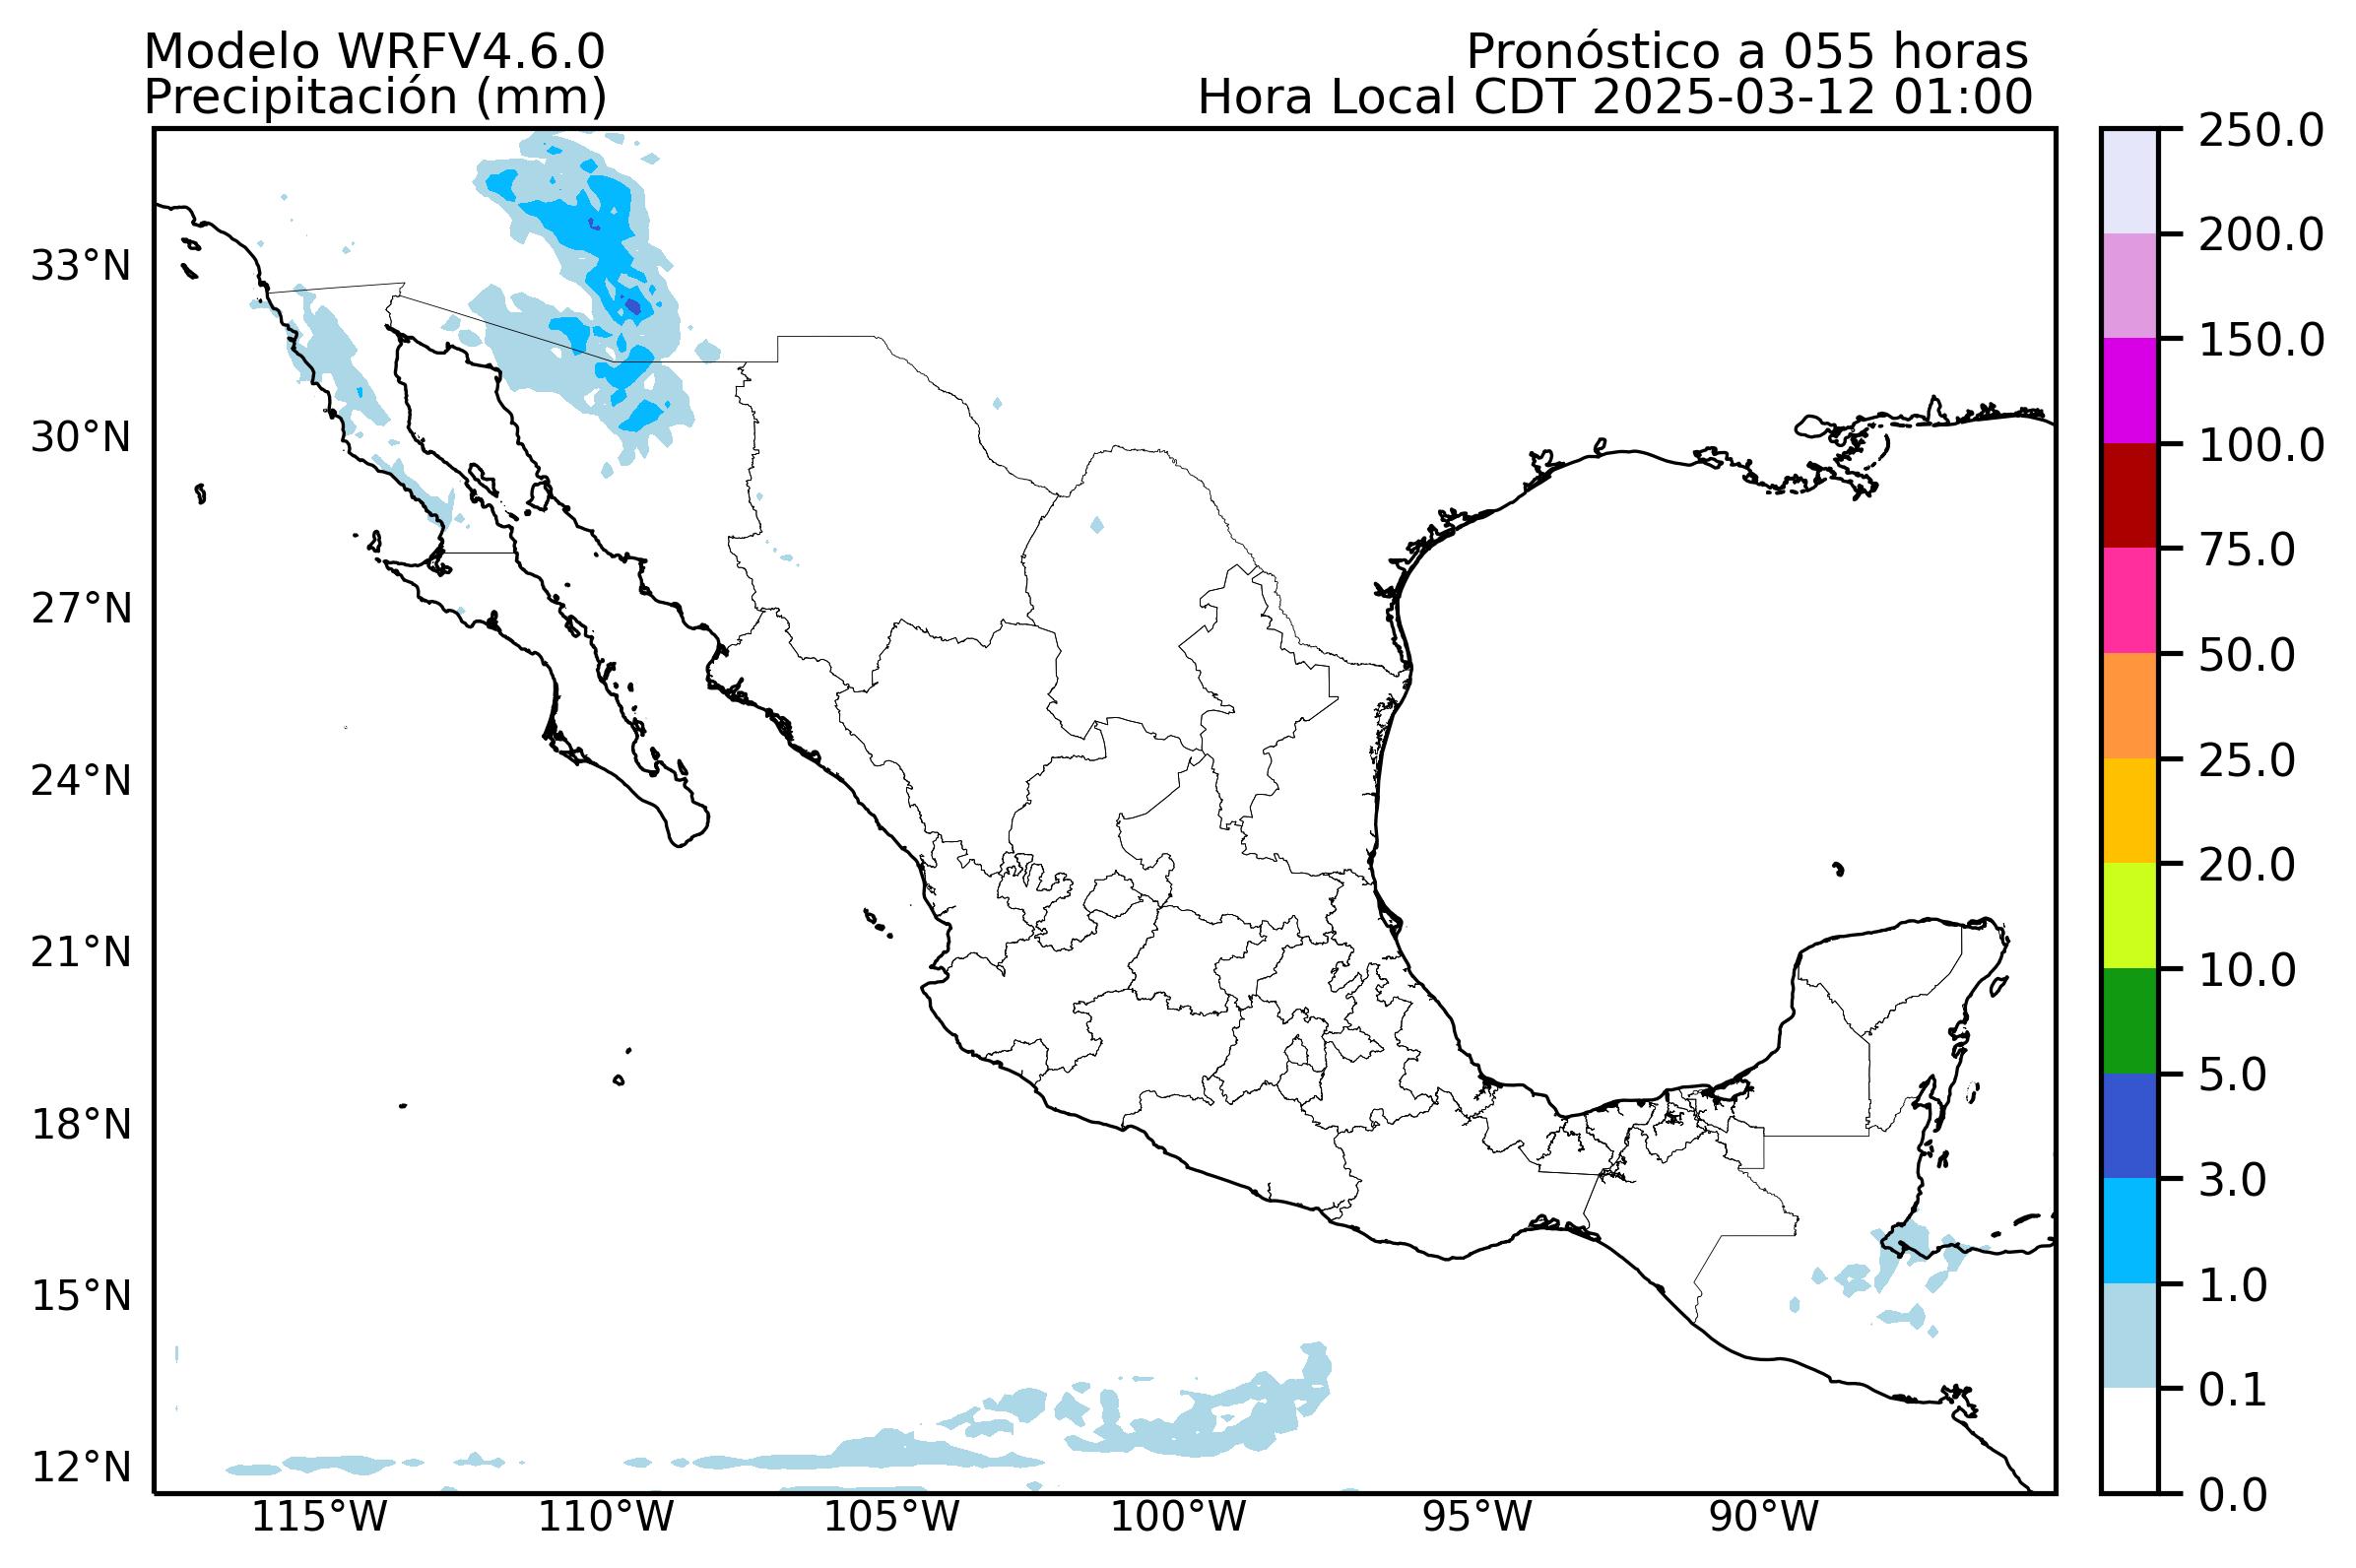 Modelo WRFV4.6.0
Precipitación (mm)
Pronóstico a 055 horas
Hora Local CDT 2025-03-12 01:00
33°N
30°N
27°N
24°N
21°N
18°N
15°N
12°N
115°W
110°W
105°W
100°W
95°W
90°W
250.0
200.0
150.0
100.0
75.0
50.0
25.0
20.0
10.0
5.0
3.0
1.0
0.1
0.0